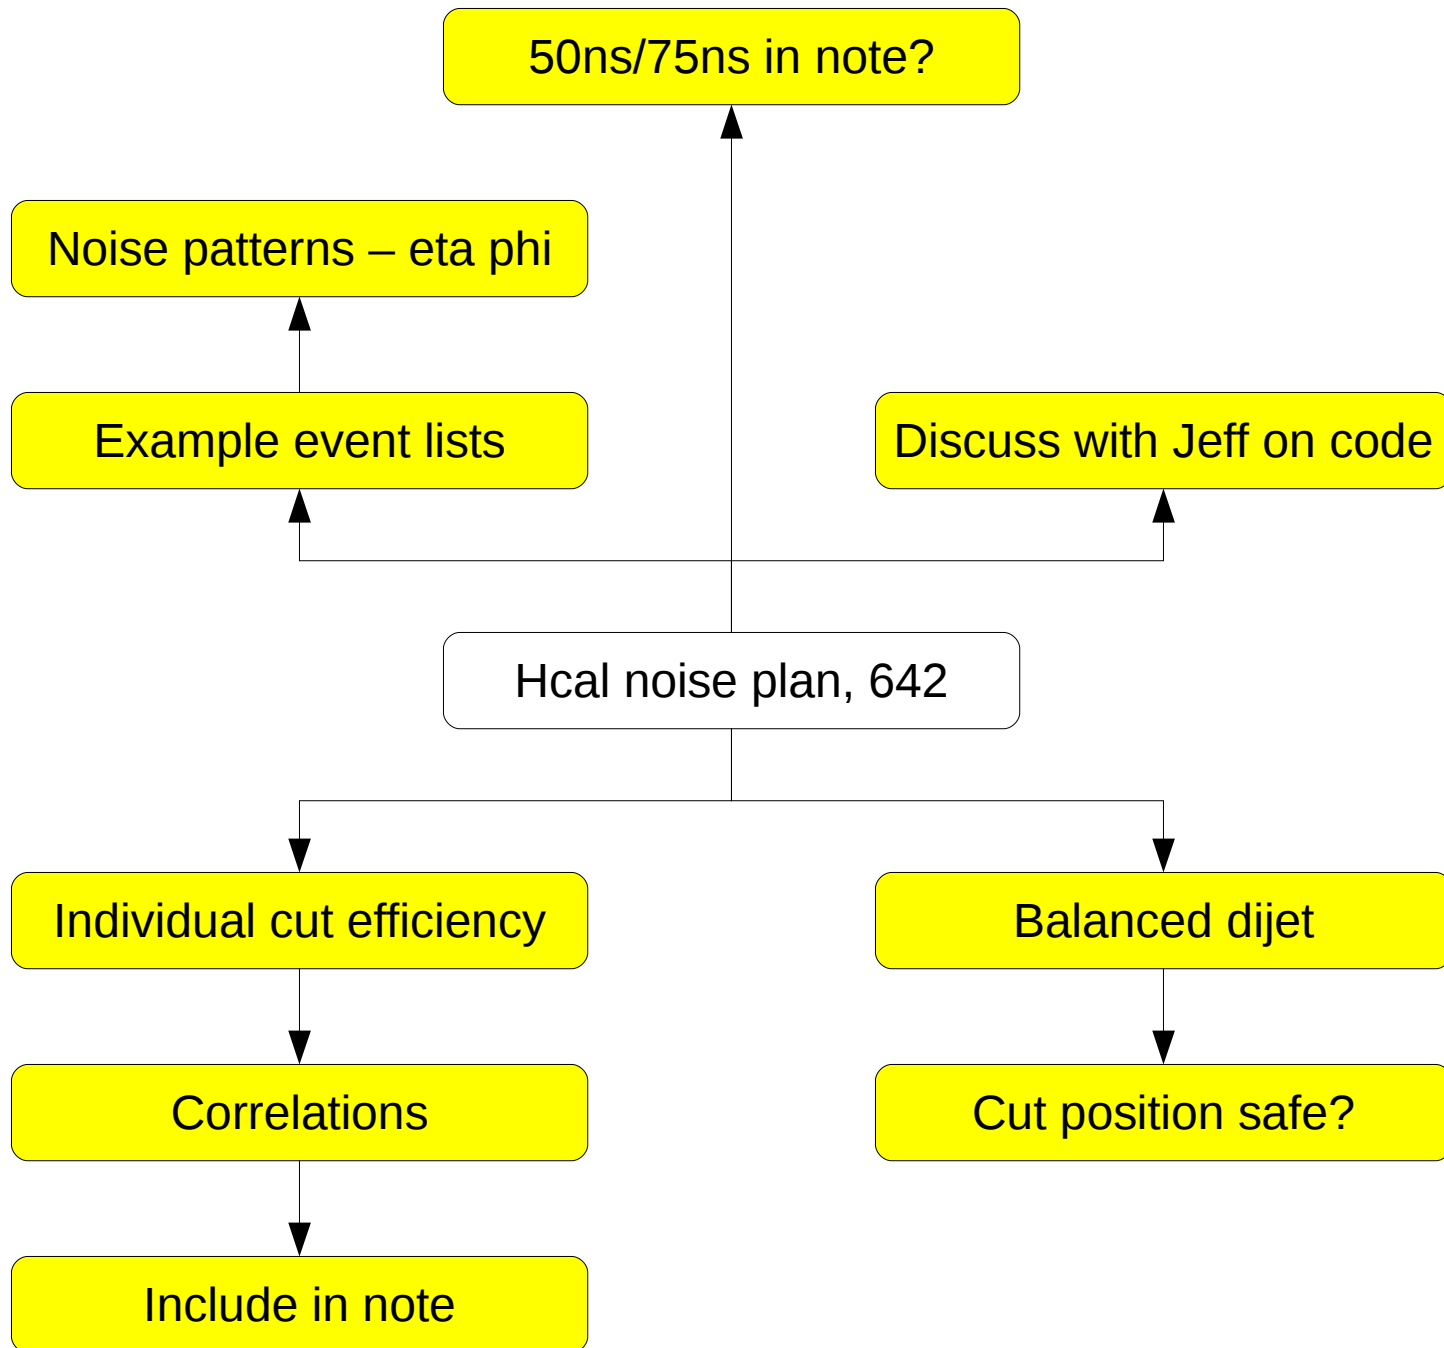 50ns/75ns in note?
Noise patterns – eta phi
Example event lists
Discuss with Jeff on code
Hcal noise plan, 642
Individual cut efficiency
Balanced dijet
Correlations
Cut position safe?
Include in note